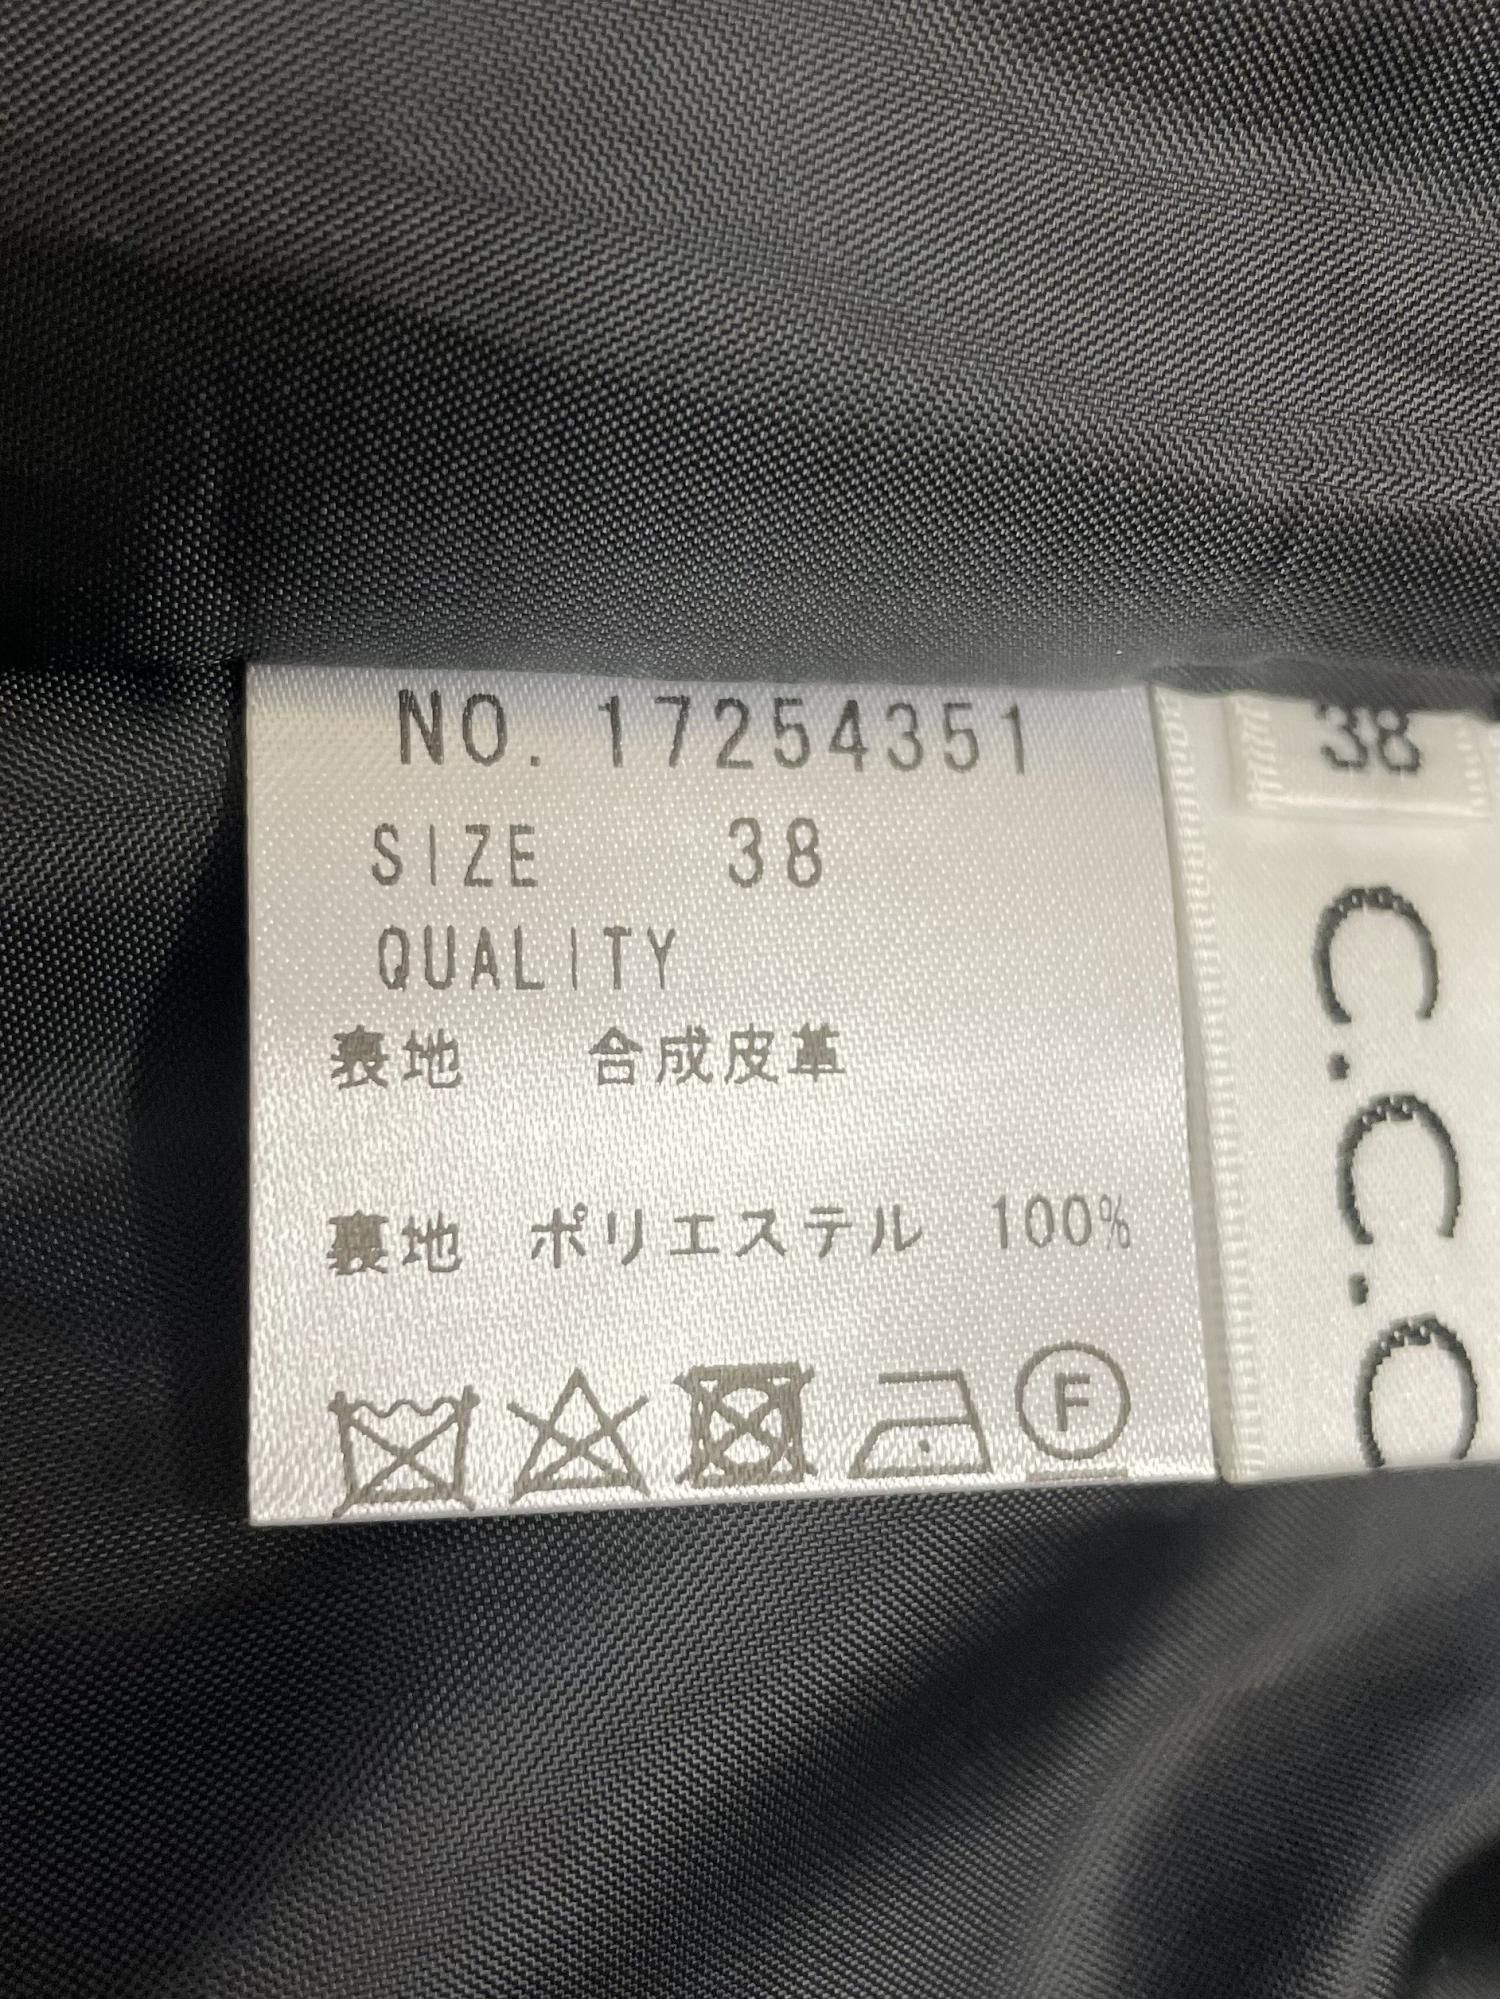 NO. 17254351
SIZE 38
QUALITY
表地 合成皮革
裏地 ポリエステル 100%
F
38
C.C.C